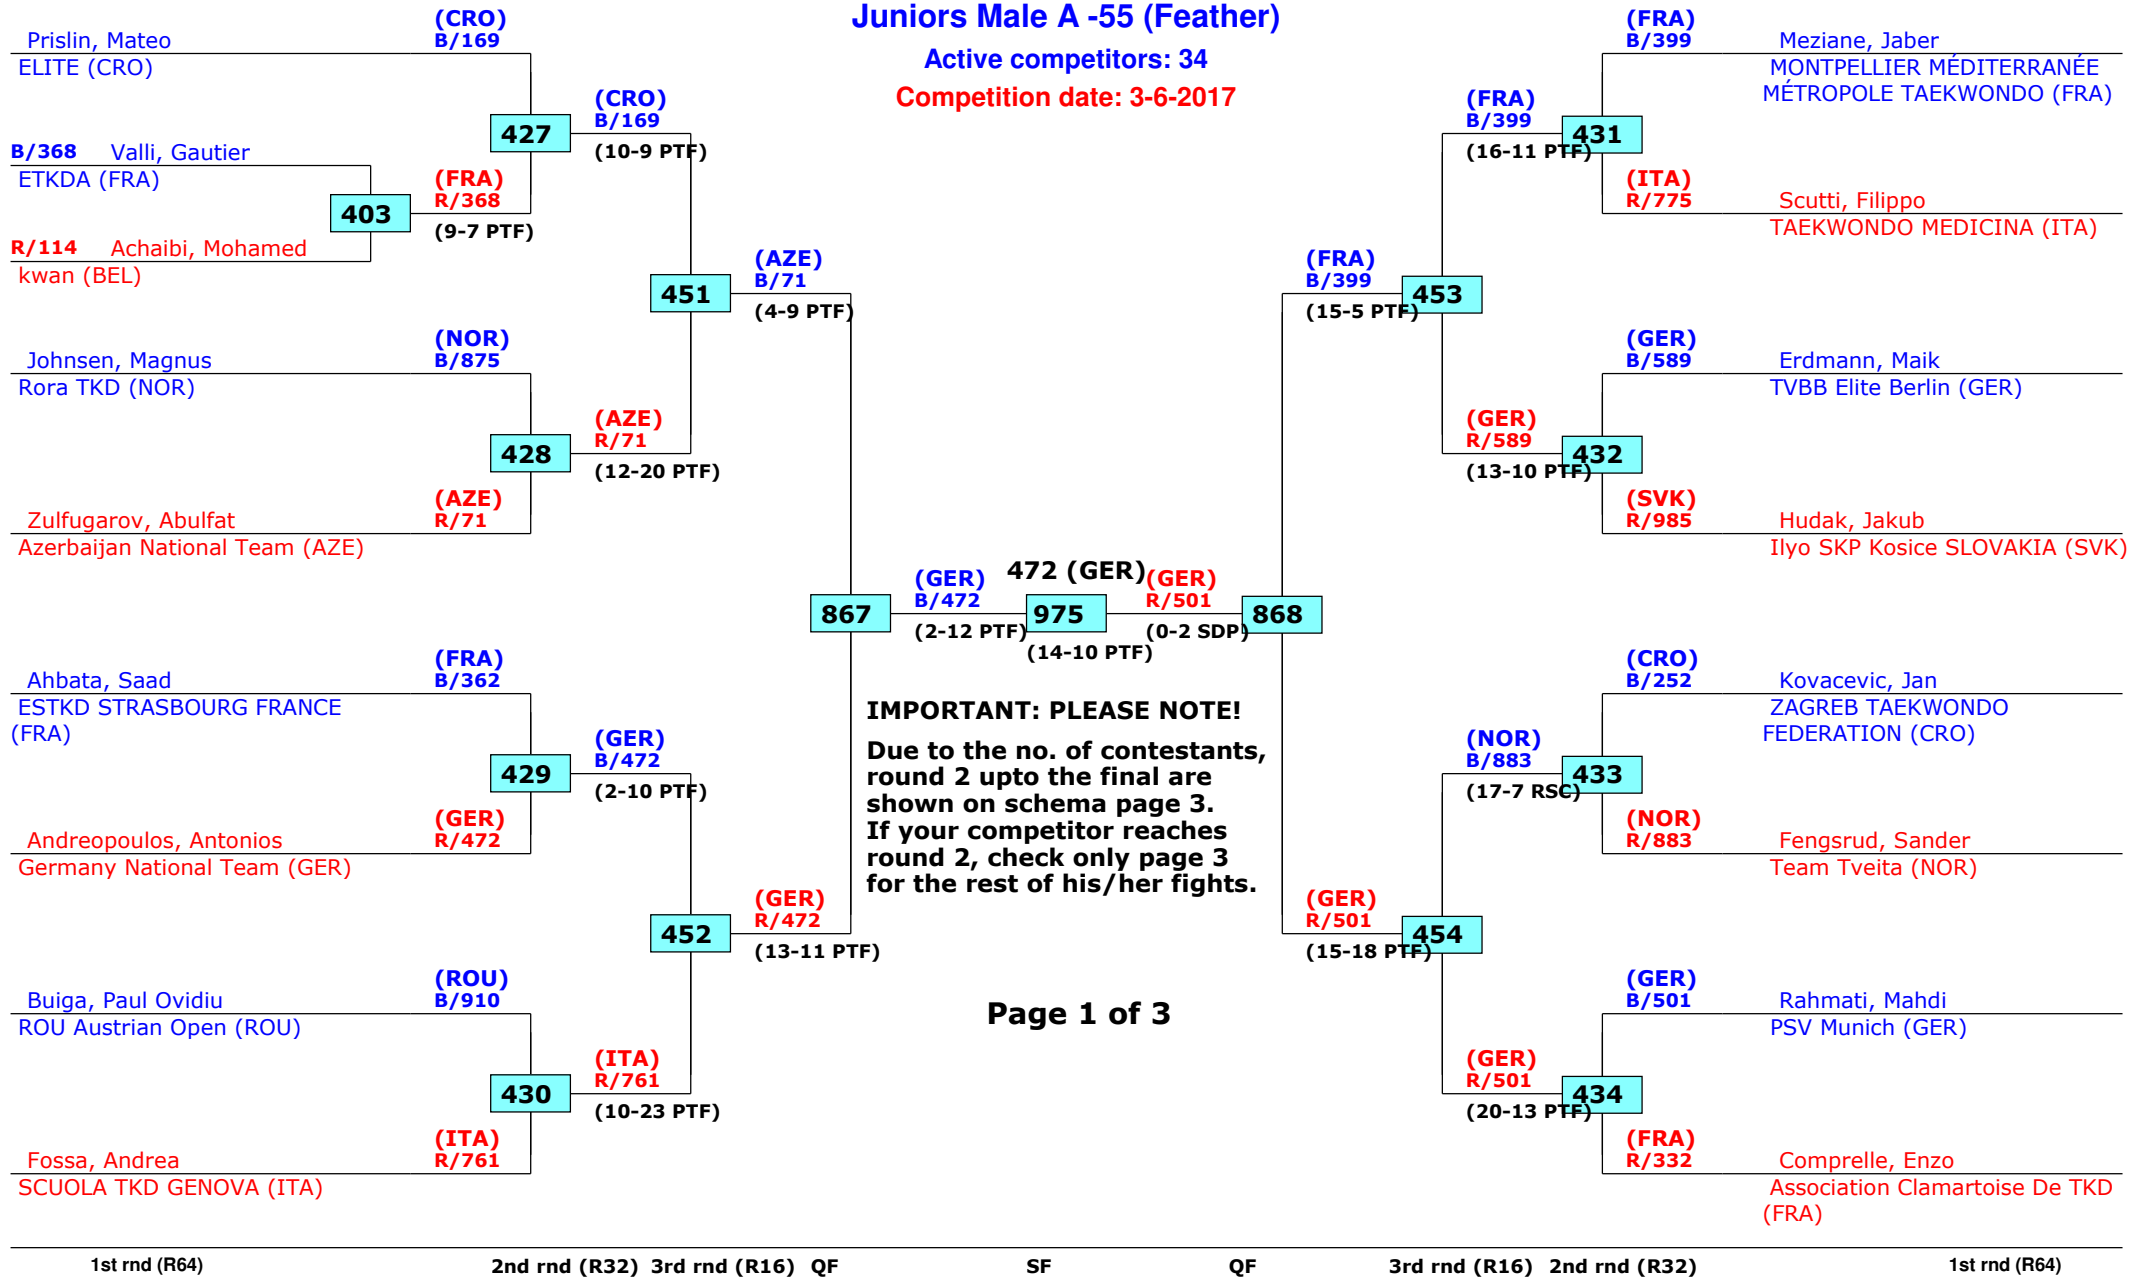 Juniors Male A -55 (Feather)
Active competitors: 34
Competition date: 3-6-2017
(CRO)
Prislin, Mateo B/169
ELITE (CRO)
(CRO)
B/169
427
(10-9 PTF)
B/368 Valli, Gautier
ETKDA (FRA)
(FRA)
R/368
403
(9-7 PTF)
R/114 Achaibi, Mohamed
kwan (BEL)
(AZE)
B/71
451
(4-9 PTF)
(NOR)
Johnsen, Magnus B/875
Rora TKD (NOR)
(AZE)
R/71
428
(12-20 PTF)
(AZE)
Zulfugarov, Abulfat R/71
Azerbaijan National Team (AZE)
(GER)
B/472
867
(2-12 PTF)
(FRA)
Ahbata, Saad B/362
ESTKD STRASBOURG FRANCE
(FRA)
(GER)
B/472
429
(2-10 PTF)
(GER)
Andreopoulos, Antonios R/472
Germany National Team (GER)
(GER)
R/472
452
(13-11 PTF)
(ROU)
Buiga, Paul Ovidiu B/910
ROU Austrian Open (ROU)
(ITA)
R/761
430
(10-23 PTF)
(ITA)
Fossa, Andrea R/761
SCUOLA TKD GENOVA (ITA)
472 (GER)
975
(14-10 PTF)
IMPORTANT: PLEASE NOTE!
Due to the no. of contestants,
round 2 upto the final are
shown on schema page 3.
If your competitor reaches
round 2, check only page 3
for the rest of his/her fights.
Page 1 of 3
(FRA)
B/399 Meziane, Jaber
MONTPELLIER MÉDITERRANÉE
MÉTROPOLE TAEKWONDO (FRA)
(FRA)
B/399
431
(16-11 PTF)
(ITA)
R/775 Scutti, Filippo
TAEKWONDO MEDICINA (ITA)
(FRA)
B/399
453
(15-5 PTF)
(GER)
B/589 Erdmann, Maik
TVBB Elite Berlin (GER)
(GER)
R/589
432
(13-10 PTF)
(SVK)
R/985 Hudak, Jakub
Ilyo SKP Kosice SLOVAKIA (SVK)
(GER)
R/501
868
(0-2 SDP)
(CRO)
B/252 Kovacevic, Jan
ZAGREB TAEKWONDO
FEDERATION (CRO)
(NOR)
B/883
433
(17-7 RSC)
(NOR)
R/883 Fengsrud, Sander
Team Tveita (NOR)
(GER)
R/501
454
(15-18 PTF)
(GER)
B/501 Rahmati, Mahdi
PSV Munich (GER)
(GER)
R/501
434
(20-13 PTF)
(FRA)
R/332 Comprelle, Enzo
Association Clamartoise De TKD
(FRA)
1st rnd (R64) 2nd rnd (R32) 3rd rnd (R16) QF SF QF 3rd rnd (R16) 2nd rnd (R32) 1st rnd (R64)